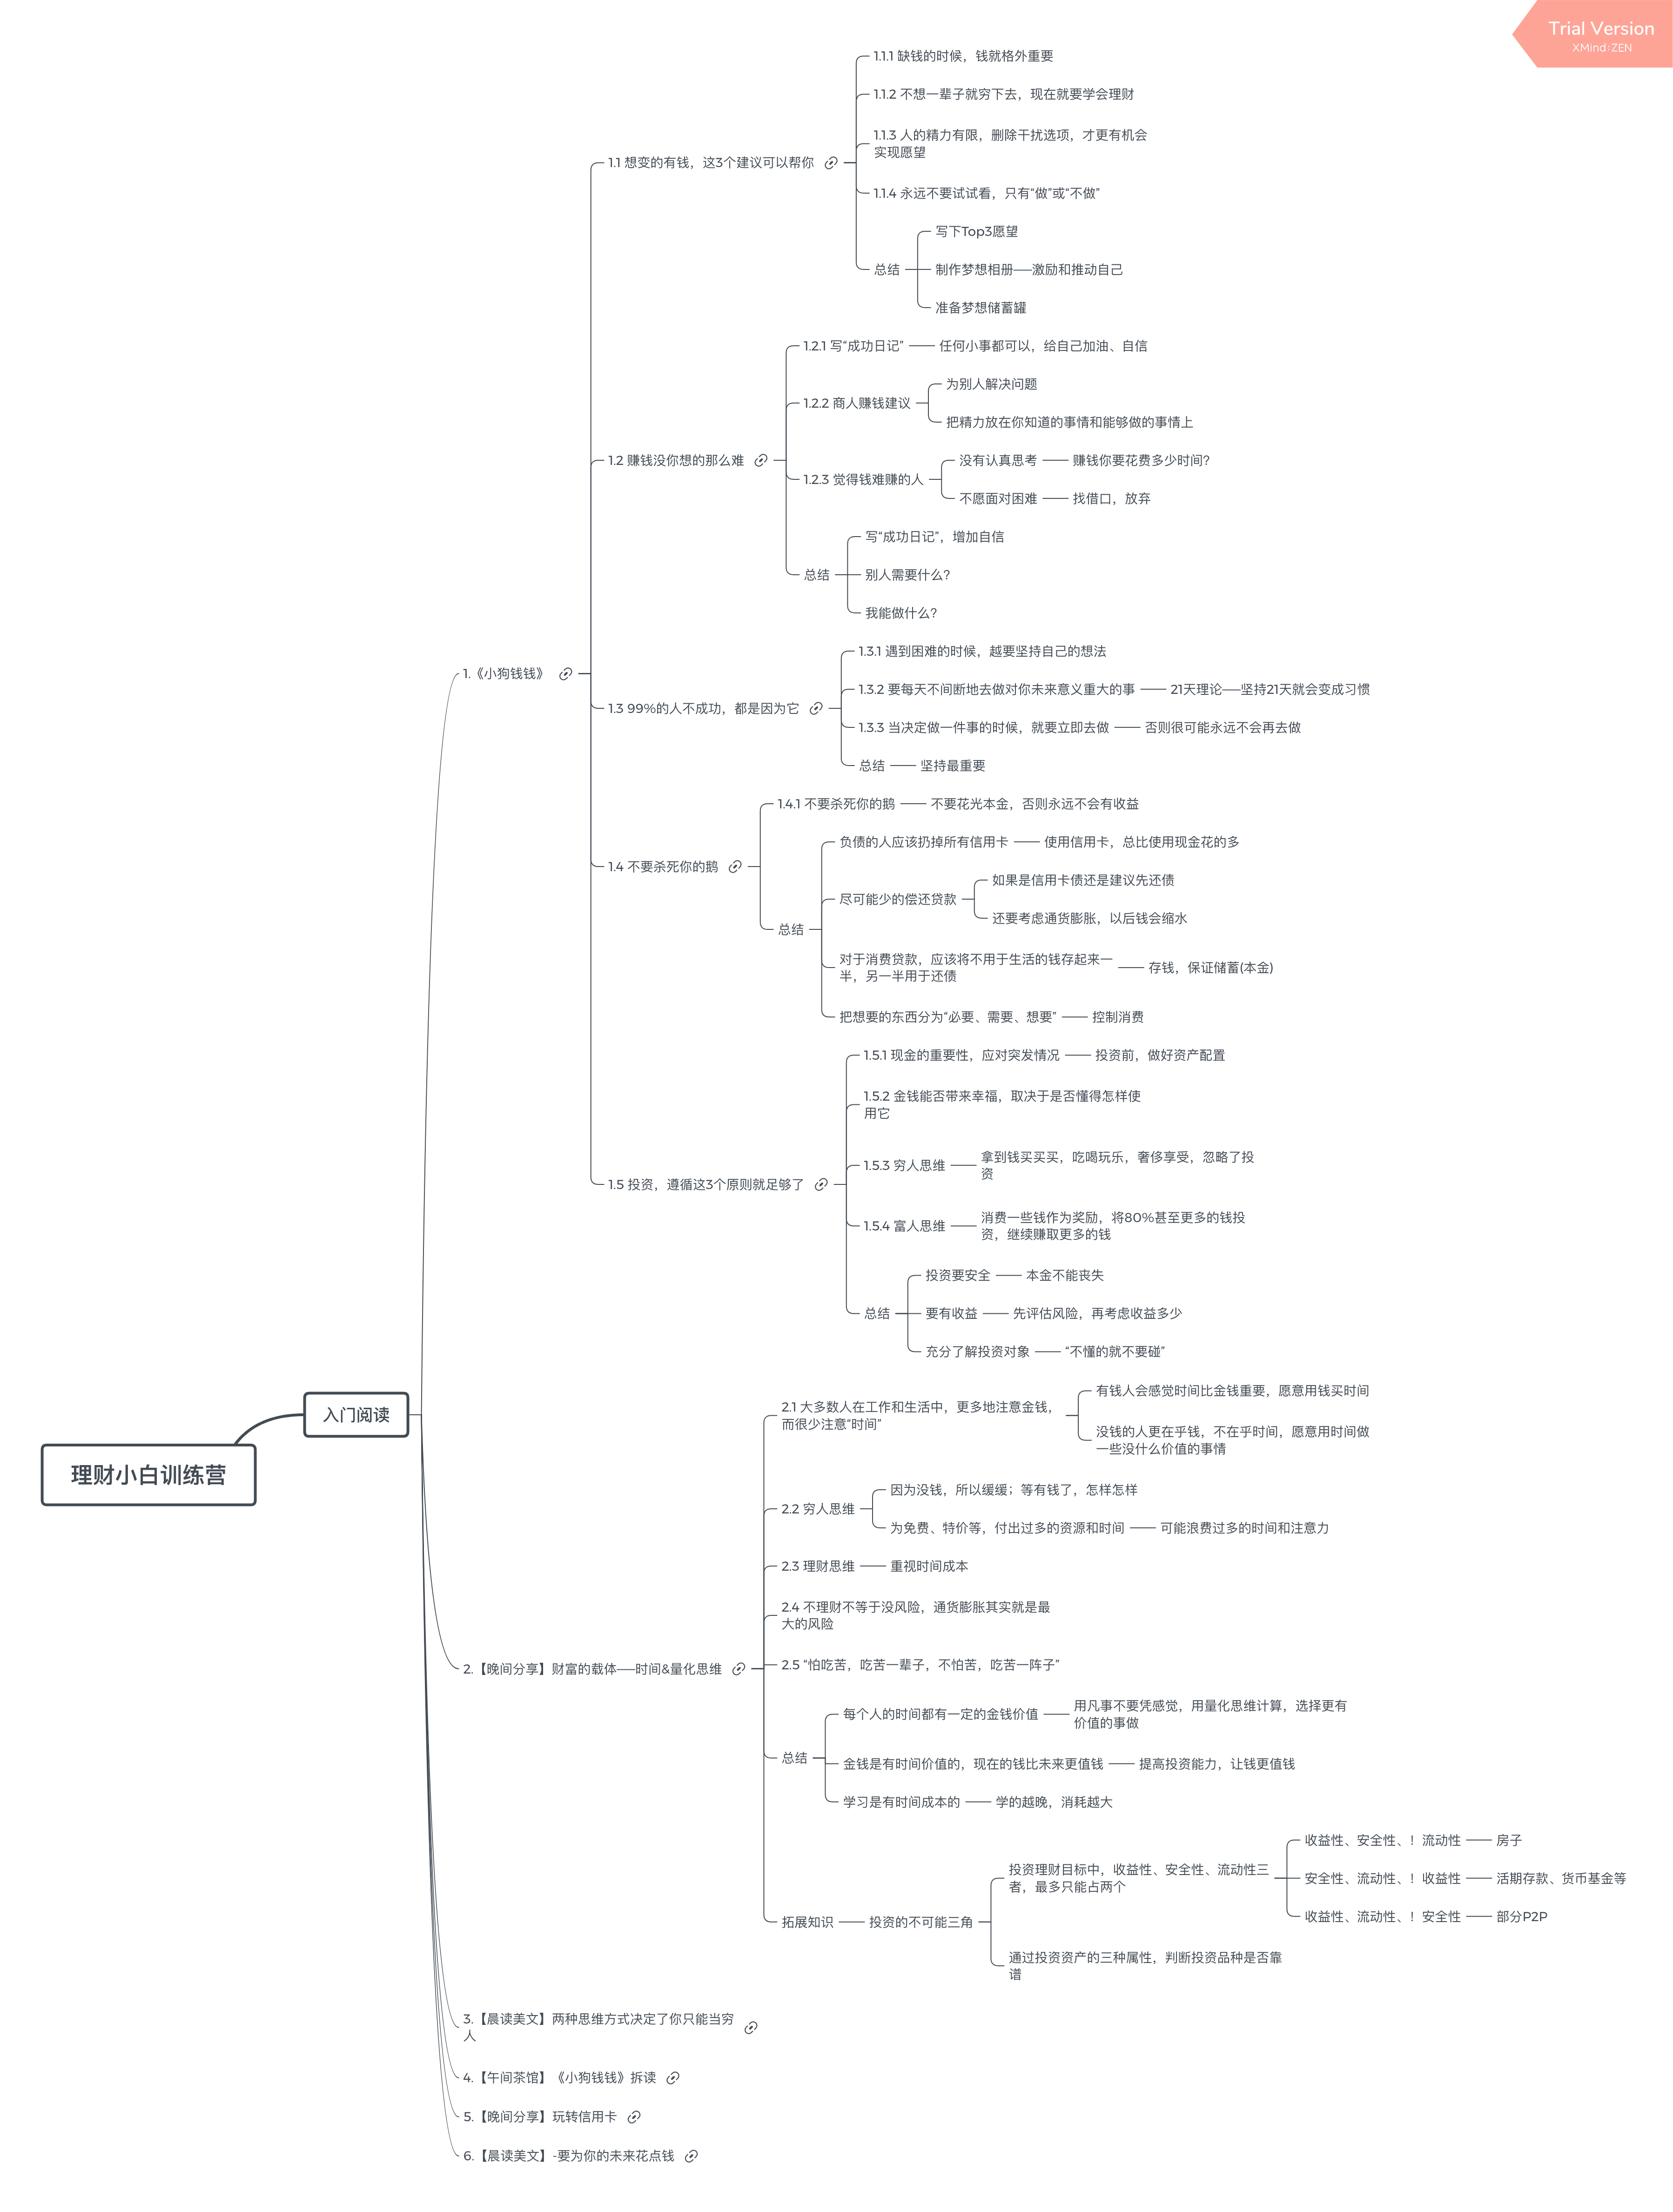 Trial Version
XMind:ZEN
理财小白训练营
入门阅读
1.《小狗钱钱》
1.1 想变的有钱，这3个建议可以帮你
1.1.1 缺钱的时候，钱就格外重要
1.1.2 不想一辈子就穷下去，现在就要学会理财
1.1.3 人的精力有限，删除干扰选项，才更有机会
实现愿望
1.1.4 永远不要试试看，只有“做”或“不做”
总结
写下Top3愿望
制作梦想相册——激励和推动自己
准备梦想储蓄罐
1.2 赚钱没你想的那么难
1.2.1 写“成功日记”
任何小事都可以，给自己加油、自信
1.2.2 商人赚钱建议
为别人解决问题
把精力放在你知道的事情和能够做的事情上
1.2.3 觉得钱难赚的人
没有认真思考
赚钱你要花费多少时间？
不愿面对困难
找借口，放弃
总结
写“成功日记”，增加自信
别人需要什么？
我能做什么？
1.3 99%的人不成功，都是因为它
1.3.1 遇到困难的时候，越要坚持自己的想法
1.3.2 要每天不间断地去做对你未来意义重大的事
21天理论——坚持21天就会变成习惯
1.3.3 当决定做一件事的时候，就要立即去做
否则很可能永远不会再去做
总结
坚持最重要
1.4 不要杀死你的鹅
1.4.1 不要杀死你的鹅
不要花光本金，否则永远不会有收益
总结
负债的人应该扔掉所有信用卡
使用信用卡，总比使用现金花的多
尽可能少的偿还贷款
如果是信用卡债还是建议先还债
还要考虑通货膨胀，以后钱会缩水
对于消费贷款，应该将不用于生活的钱存起来一
半，另一半用于还债
存钱，保证储蓄(本金)
把想要的东西分为“必要、需要、想要”
控制消费
1.5 投资，遵循这3个原则就足够了
1.5.1 现金的重要性，应对突发情况
投资前，做好资产配置
1.5.2 金钱能否带来幸福，取决于是否懂得怎样使
用它
1.5.3 穷人思维
拿到钱买买买，吃喝玩乐，奢侈享受，忽略了投
资
1.5.4 富人思维
消费一些钱作为奖励，将80%甚至更多的钱投
资，继续赚取更多的钱
总结
投资要安全
本金不能丧失
要有收益
先评估风险，再考虑收益多少
充分了解投资对象
“不懂的就不要碰”
2.【晚间分享】财富的载体——时间&量化思维
2.1 大多数人在工作和生活中，更多地注意金钱，
而很少注意“时间”
有钱人会感觉时间比金钱重要，愿意用钱买时间
没钱的人更在乎钱，不在乎时间，愿意用时间做
一些没什么价值的事情
2.2 穷人思维
因为没钱，所以缓缓；等有钱了，怎样怎样
为免费、特价等，付出过多的资源和时间
可能浪费过多的时间和注意力
2.3 理财思维
重视时间成本
2.4 不理财不等于没风险，通货膨胀其实就是最
大的风险
2.5 “怕吃苦，吃苦一辈子，不怕苦，吃苦一阵子”
总结
每个人的时间都有一定的金钱价值
用凡事不要凭感觉，用量化思维计算，选择更有
价值的事做
金钱是有时间价值的，现在的钱比未来更值钱
提高投资能力，让钱更值钱
学习是有时间成本的
学的越晚，消耗越大
拓展知识
投资的不可能三角
投资理财目标中，收益性、安全性、流动性三
者，最多只能占两个
收益性、安全性、！流动性
房子
安全性、流动性、！收益性
活期存款、货币基金等
收益性、流动性、！安全性
部分P2P
通过投资资产的三种属性，判断投资品种是否靠
谱
3.【晨读美文】两种思维方式决定了你只能当穷
人
4.【午间茶馆】《小狗钱钱》拆读
5.【晚间分享】玩转信用卡
6.【晨读美文】-要为你的未来花点钱